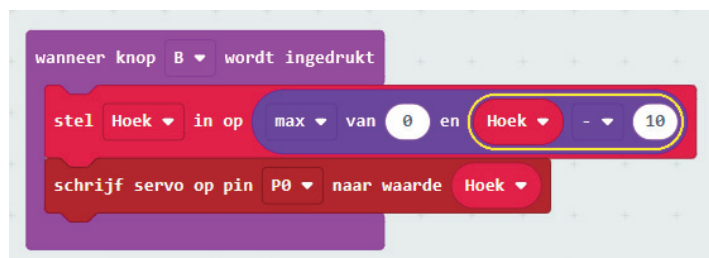 wanneer knop B wordt ingedrukt
stel Hoek in op max van 0 en Hoek - 10
schrijf servo op pin P0 naar waarde Hoek